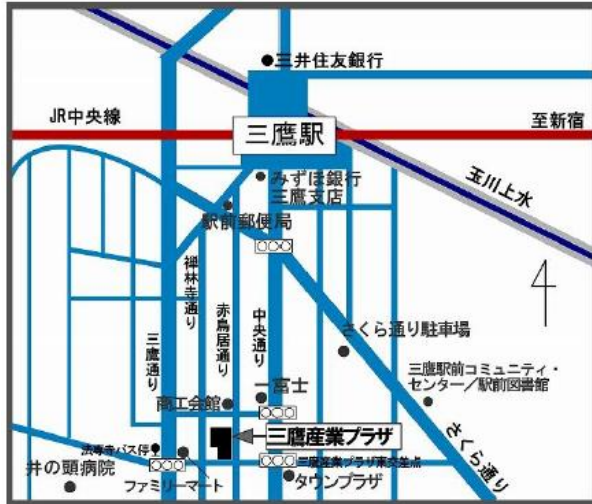 三井住友銀行
JR中央線
三鷹駅
至新宿
みずほ銀行
三鷹支店
玉川上水
駅前郵便局
禅林寺通り
赤鳥居通り
中央通り
三鷹通り
さくら通り駐車場
三鷹駅前コミュニティ・
センター/駅前図書館
一富士
商工会館
さくら通り
三鷹産業プラザ
法専寺バス停
三鷹産業プラザ東交差点
井の頭病院
ファミリーマート
タウンプラザ